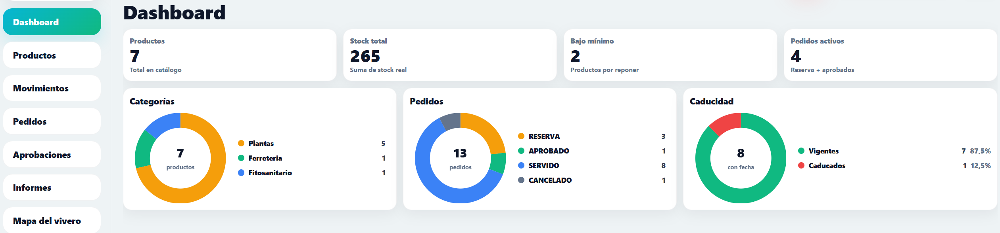 Dashboard
Productos
Movimientos
Pedidos
Aprobaciones
Informes
Mapa del vivero
Dashboard
Productos
7
Total en catálogo
Stock total
265
Suma de stock real
Bajo mínimo
2
Productos por reponer
Pedidos activos
4
Reserva + aprobados
Categorías
7
productos
Plantas 5
Ferreteria 1
Fitosanitario 1
Pedidos
13
pedidos
RESERVA 3
APROBADO 1
SERVIDO 8
CANCELADO 1
Caducidad
8
con fecha
Vigentes 7 87,5%
Caducados 1 12,5%